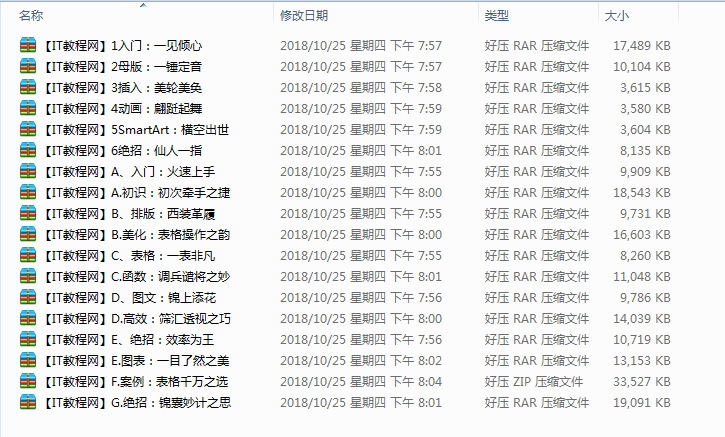 名称 修改日期 类型 大小
【IT教程网】1入门：一见倾心 2018/10/25 星期四 下午 7:57 好压 RAR 压缩文件 17,489 KB
【IT教程网】2母版：一锤定音 2018/10/25 星期四 下午 7:57 好压 RAR 压缩文件 10,104 KB
【IT教程网】3插入：美轮美奂 2018/10/25 星期四 下午 7:58 好压 RAR 压缩文件 3,615 KB
【IT教程网】4动画：翩跹起舞 2018/10/25 星期四 下午 7:59 好压 RAR 压缩文件 3,580 KB
【IT教程网】5SmartArt：横空出世 2018/10/25 星期四 下午 7:59 好压 RAR 压缩文件 3,604 KB
【IT教程网】6绝招：仙人一指 2018/10/25 星期四 下午 8:01 好压 RAR 压缩文件 8,135 KB
【IT教程网】A、入门：火速上手 2018/10/25 星期四 下午 7:55 好压 RAR 压缩文件 9,909 KB
【IT教程网】A.初识：初次牵手之捷 2018/10/25 星期四 下午 8:00 好压 RAR 压缩文件 18,543 KB
【IT教程网】B、排版：西装革履 2018/10/25 星期四 下午 7:55 好压 RAR 压缩文件 9,731 KB
【IT教程网】B.美化：表格操作之韵 2018/10/25 星期四 下午 8:00 好压 RAR 压缩文件 16,603 KB
【IT教程网】C、表格：一表非凡 2018/10/25 星期四 下午 7:55 好压 RAR 压缩文件 8,260 KB
【IT教程网】C.函数：调兵谴将之妙 2018/10/25 星期四 下午 8:01 好压 RAR 压缩文件 11,048 KB
【IT教程网】D、图文：锦上添花 2018/10/25 星期四 下午 7:56 好压 RAR 压缩文件 9,786 KB
【IT教程网】D.高效：筛汇透视之巧 2018/10/25 星期四 下午 8:00 好压 RAR 压缩文件 14,039 KB
【IT教程网】E、绝招：效率为王 2018/10/25 星期四 下午 7:56 好压 RAR 压缩文件 10,719 KB
【IT教程网】E.图表：一目了然之美 2018/10/25 星期四 下午 8:02 好压 RAR 压缩文件 13,153 KB
【IT教程网】F.案例：表格千万之选 2018/10/25 星期四 下午 8:04 好压 ZIP 压缩文件 33,527 KB
【IT教程网】G.绝招：锦囊妙计之思 2018/10/25 星期四 下午 8:01 好压 RAR 压缩文件 19,091 KB